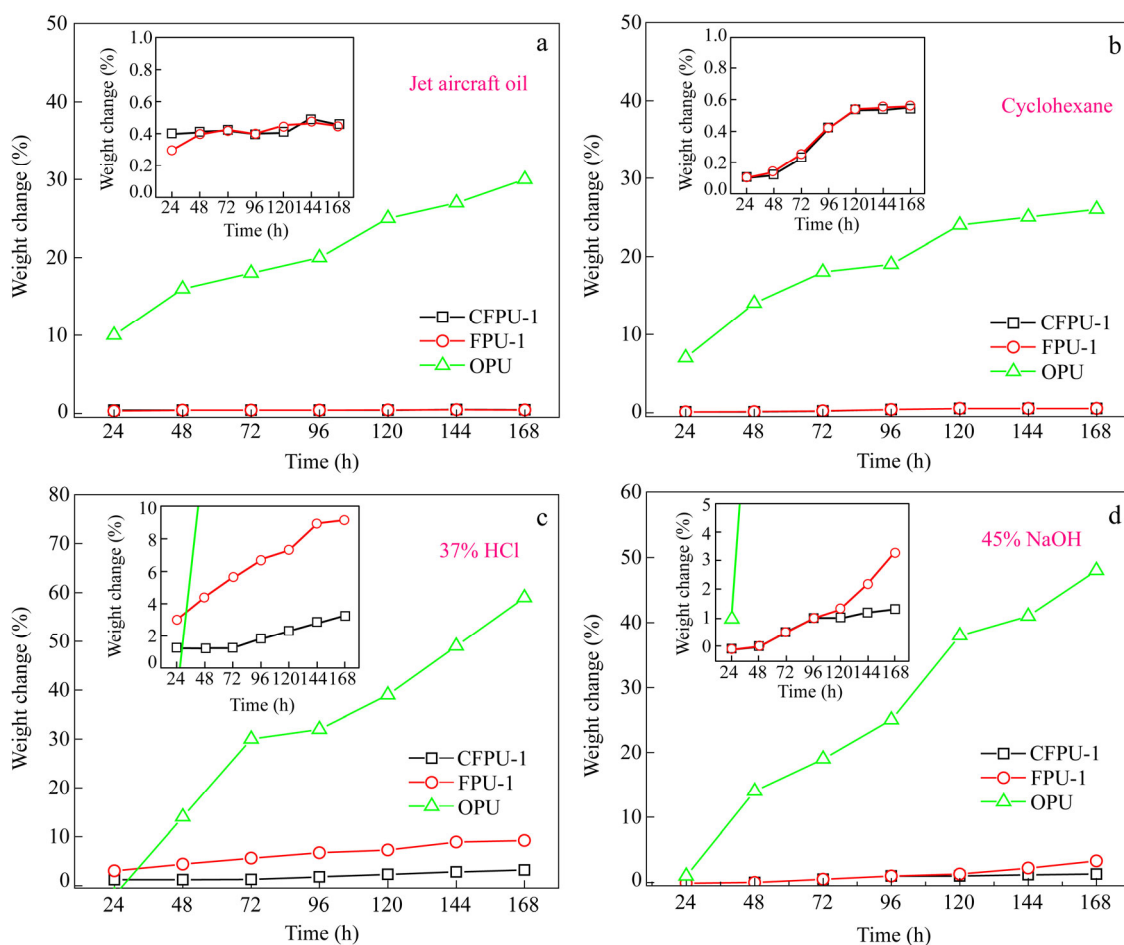 a
Jet aircraft oil
Weight change (%)
50
40
30
20
10
0
24 48 72 96 120 144 168
Time (h)
Weight change (%)
1.0
0.8
0.6
0.4
0.2
0.0
24 48 72 96 120 144 168
Time (h)
CFPU-1
FPU-1
OPU
b
Cyclohexane
Weight change (%)
50
40
30
20
10
0
24 48 72 96 120 144 168
Time (h)
Weight change (%)
1.0
0.8
0.6
0.4
0.2
0.0
24 48 72 96 120 144 168
Time (h)
CFPU-1
FPU-1
OPU
c
37% HCl
Weight change (%)
80
70
60
50
40
30
20
10
0
24 48 72 96 120 144 168
Time (h)
Weight change (%)
10
8
6
4
2
0
24 48 72 96 120 144 168
Time (h)
CFPU-1
FPU-1
OPU
d
45% NaOH
Weight change (%)
60
50
40
30
20
10
0
24 48 72 96 120 144 168
Time (h)
Weight change (%)
5
4
3
2
1
0
24 48 72 96 120 144 168
Time (h)
CFPU-1
FPU-1
OPU